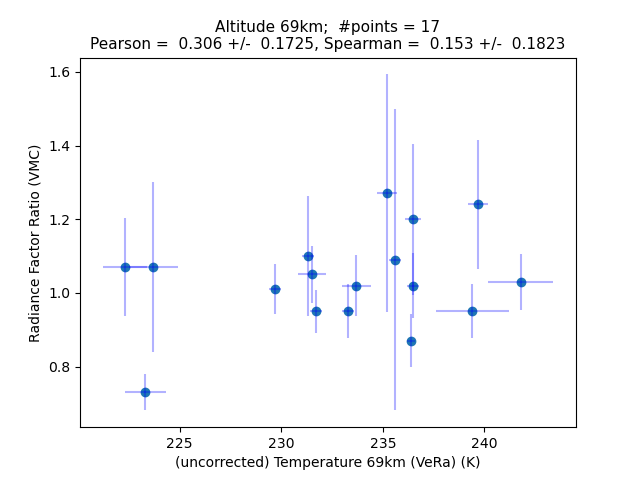 Altitude 69km;  #points = 17
Pearson =  0.306 +/-  0.1725, Spearman =  0.153 +/-  0.1823
1.6
1.4
1.2
1.0
0.8
Radiance Factor Ratio (VMC)
225
230
235
240
(uncorrected) Temperature 69km (VeRa) (K)